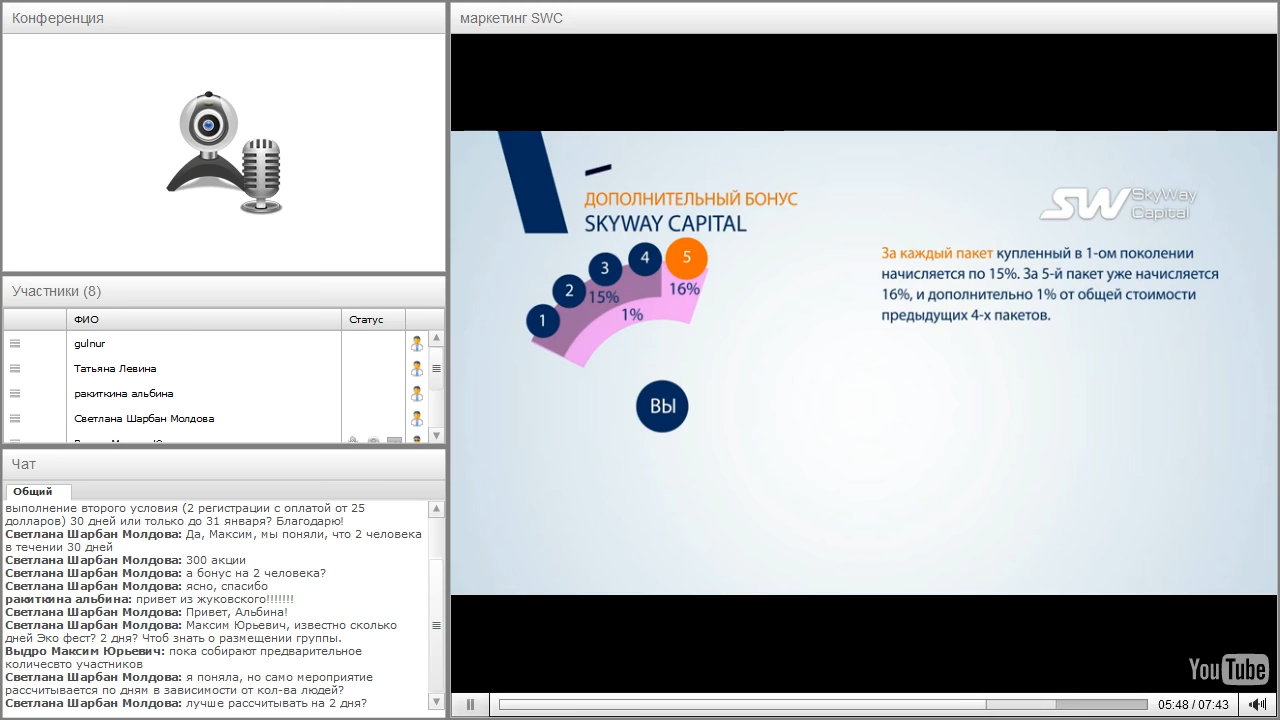 Конференция
маркетинг SWC
ДОПОЛНИТЕЛЬНЫЙ БОНУС
SKYWAY CAPITAL
SW SkyWay
Capital
1
2
3
4
5
15%
16%
1%
ВЫ
За каждый пакет купленный в 1-ом поколении
начисляется по 15%. За 5-й пакет уже начисляется
16%, и дополнительно 1% от общей стоимости
предыдущих 4-х пакетов.
YouTube
05:48 / 07:43
Участники (8)
ФИО Статус
gulnur
Татьяна Левина
ракиткина альбина
Светлана Шарбан Молдова
Чат
Общий
выполнение второго условия (2 регистрации с оплатой от 25
долларов) 30 дней или только до 31 января? Благодарю!
Светлана Шарбан Молдова: Да, Максим, мы поняли, что 2 человека
в течении 30 дней
Светлана Шарбан Молдова: 300 акции
Светлана Шарбан Молдова: а бонус на 2 человека?
Светлана Шарбан Молдова: ясно, спасибо
ракиткина альбина: привет из жуковского!!!!!!!
Светлана Шарбан Молдова: Привет, Альбина!
Светлана Шарбан Молдова: Максим Юрьевич, известно сколько
дней Эко фест? 2 дня? Чтоб знать о размещении группы.
Выдро Максим Юрьевич: пока собирают предварительное
количесвто участников
Светлана Шарбан Молдова: я поняла, но само мероприятие
рассчитывается по дням в зависимости от кол-ва людей?
Светлана Шарбан Молдова: лучше рассчитывать на 2 дня?